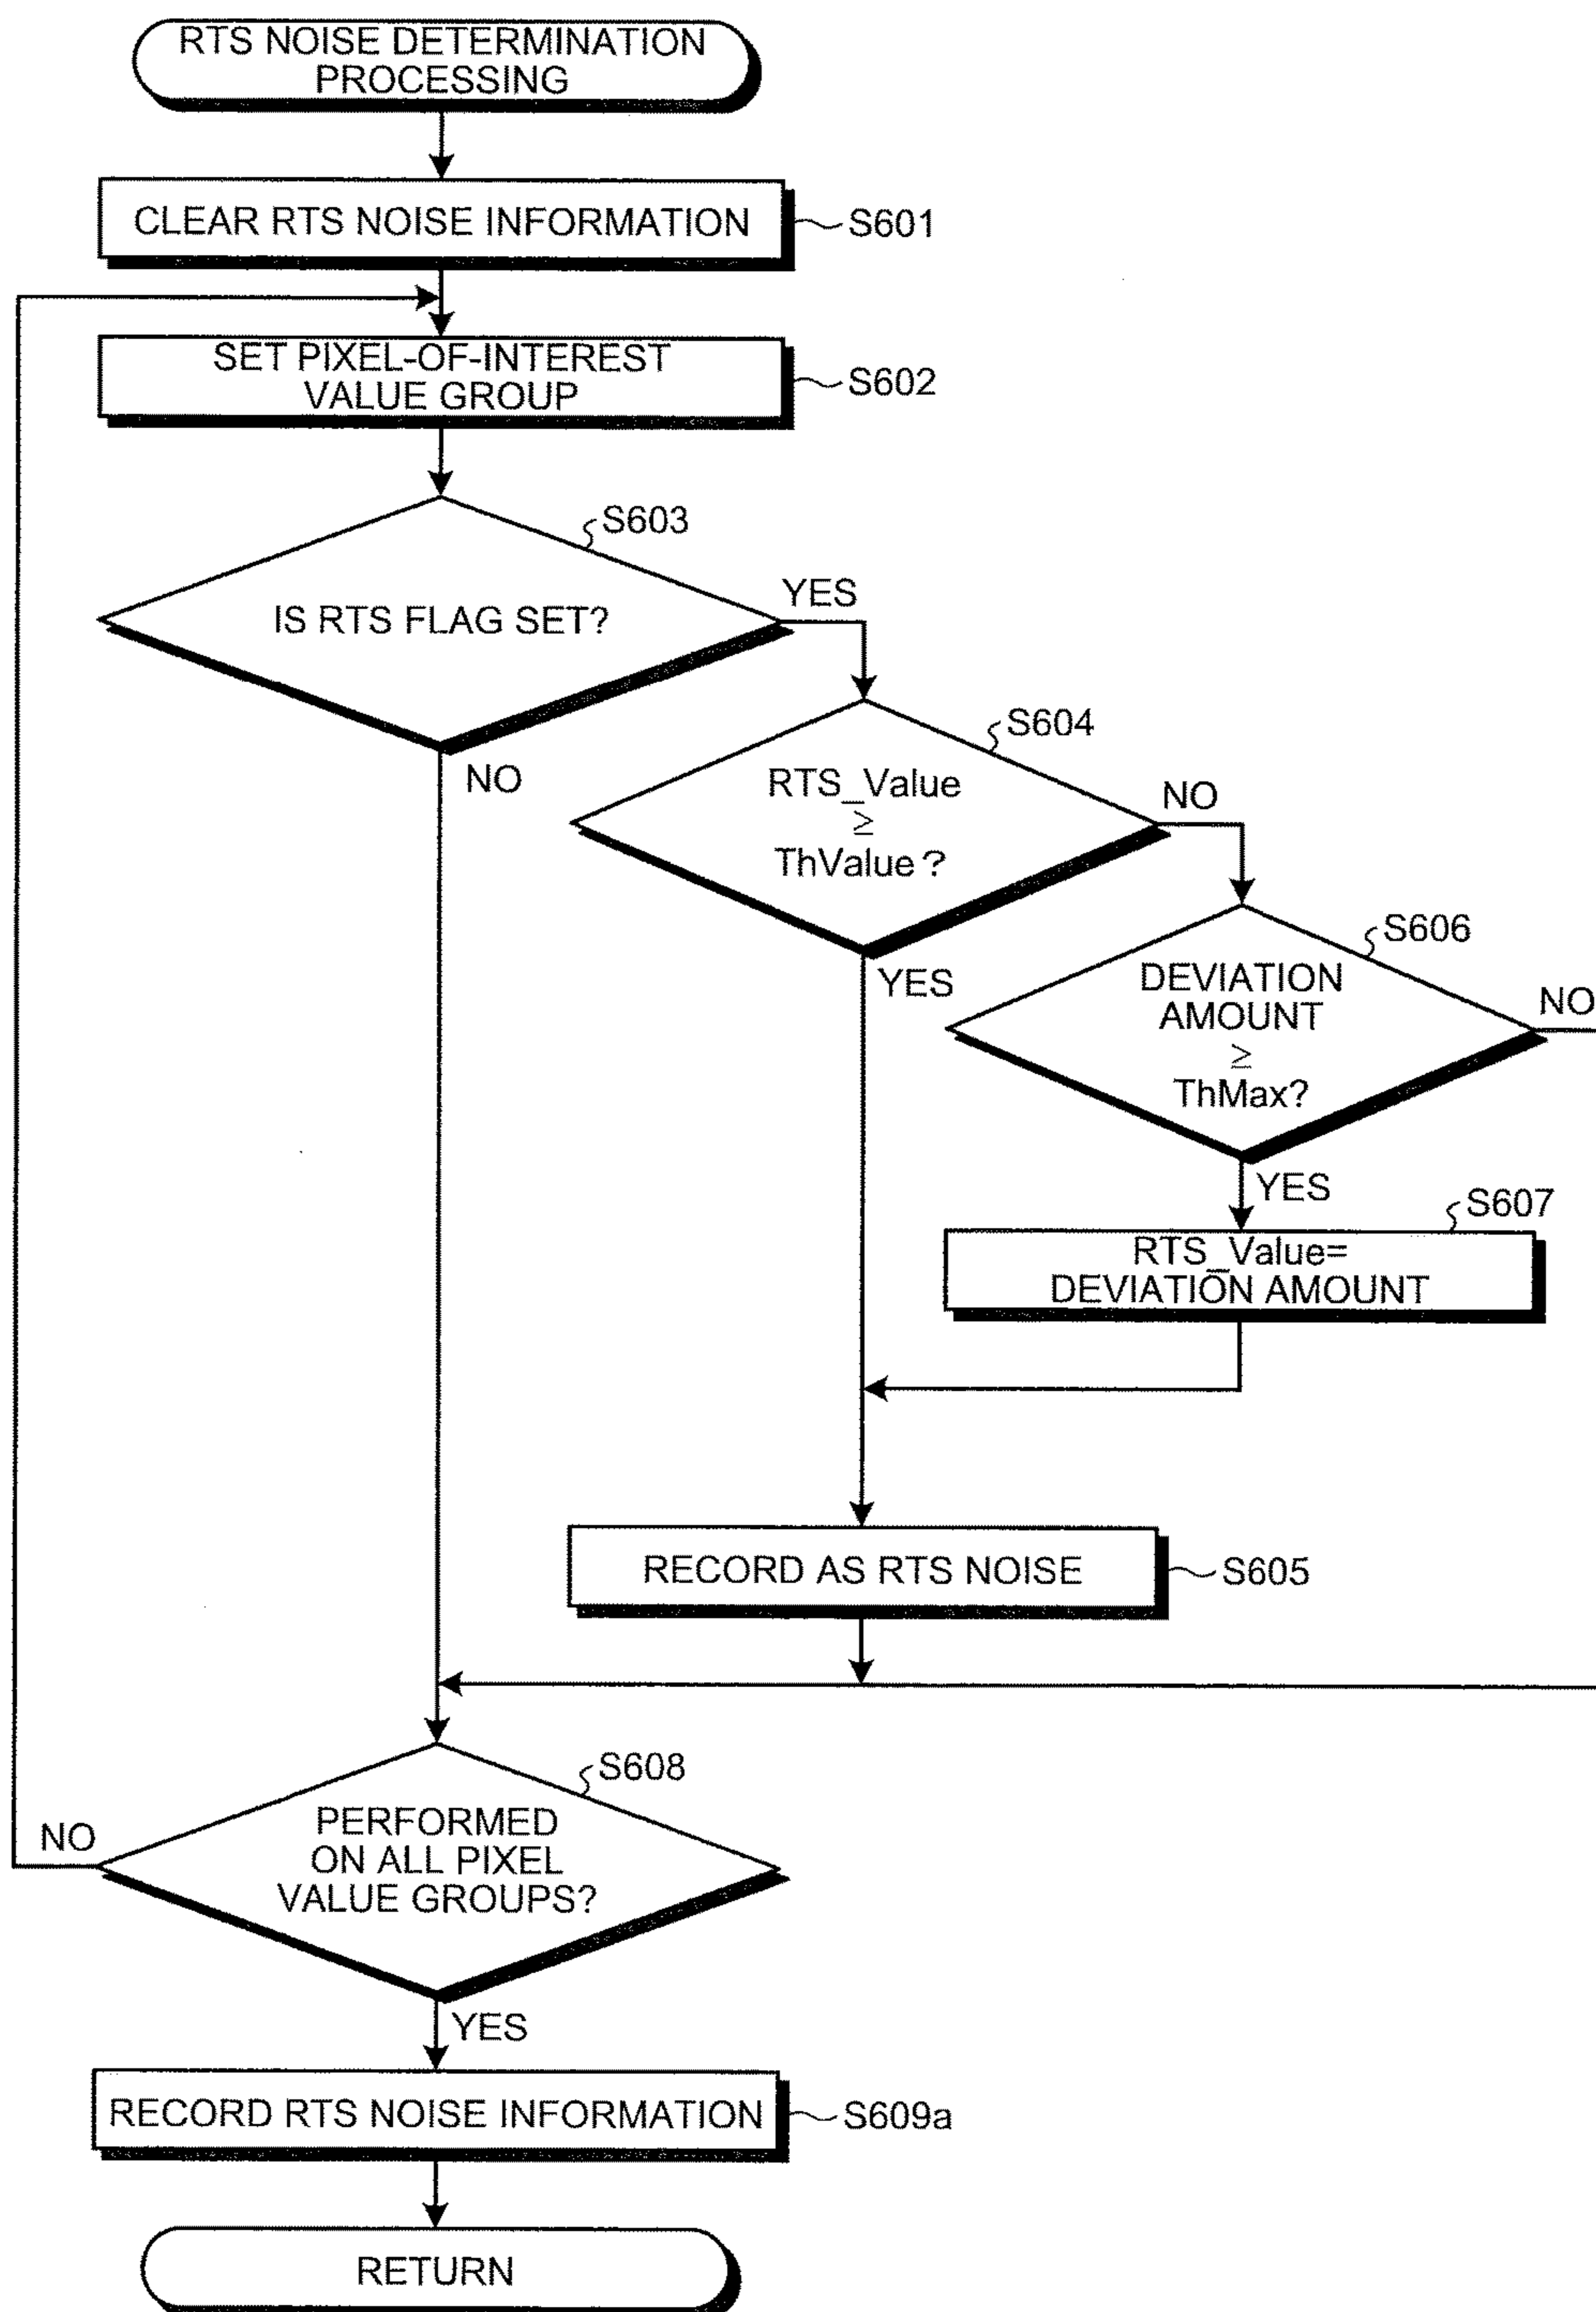 RTS NOISE DETERMINATION
PROCESSING
CLEAR RTS NOISE INFORMATION
S601
SET PIXEL-OF-INTEREST
VALUE GROUP
S602
S603
IS RTS FLAG SET?
YES
NO
S604
RTS_Value
≥
ThValue?
NO
YES
S606
DEVIATION
AMOUNT
≥
ThMax?
NO
YES
S607
RTS_Value=
DEVIATION AMOUNT
RECORD AS RTS NOISE
S605
S608
PERFORMED
ON ALL PIXEL
VALUE GROUPS?
NO
YES
RECORD RTS NOISE INFORMATION
S609a
RETURN